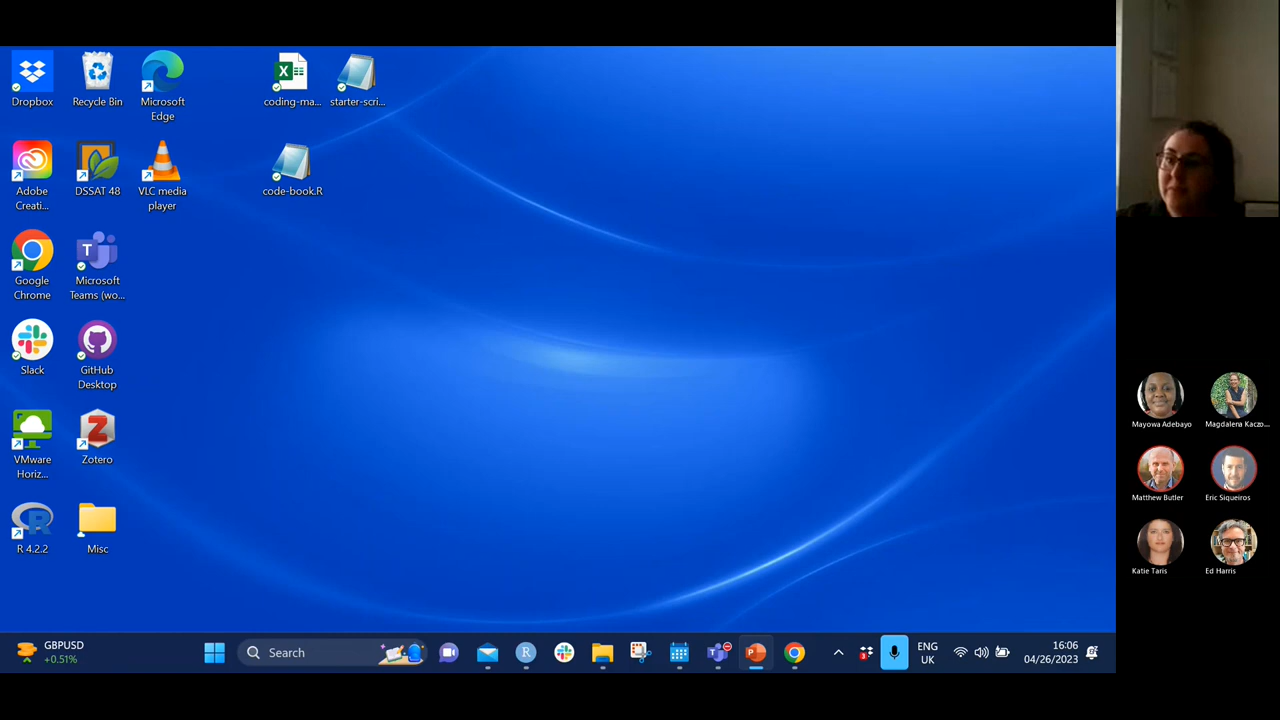 Dropbox
Recycle Bin
Microsoft
Edge
coding-ma...
starter-scri...
Adobe
Creati...
DSSAT 48
VLC media
player
code-book.R
Google
Chrome
Microsoft
Teams (wo...
Slack
GitHub
Desktop
VMware
Horiz...
Zotero
R 4.2.2
Misc
Mayowa Adebayo
Magdalena Kaczo...
Matthew Butler
Eric Siqueiros
Katie Taris
Ed Harris
GBPUSD
+0.51%
Search
ENG
UK
16:06
04/26/2023